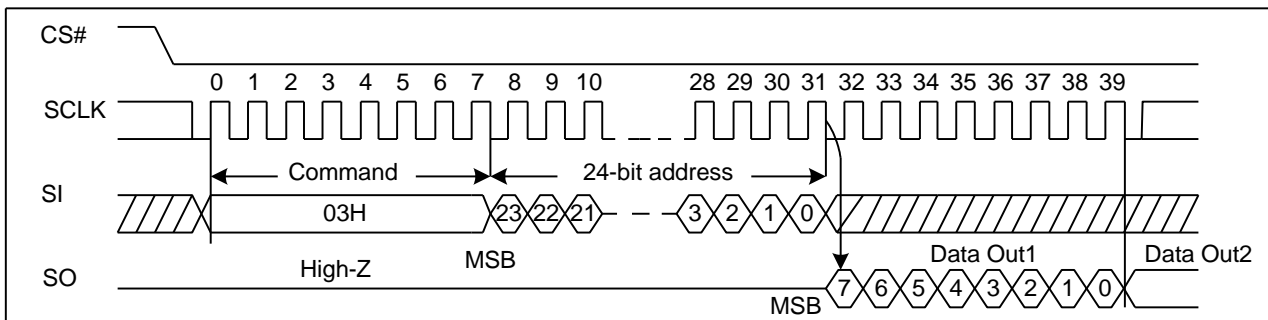 CS#
0 1 2 3 4 5 6 7 8 9 10 28 29 30 31 32 33 34 35 36 37 38 39
SCLK
Command 24-bit address
SI
03H 23 22 21 3 2 1 0
High-Z MSB Data Out1 Data Out2
SO
MSB 7 6 5 4 3 2 1 0